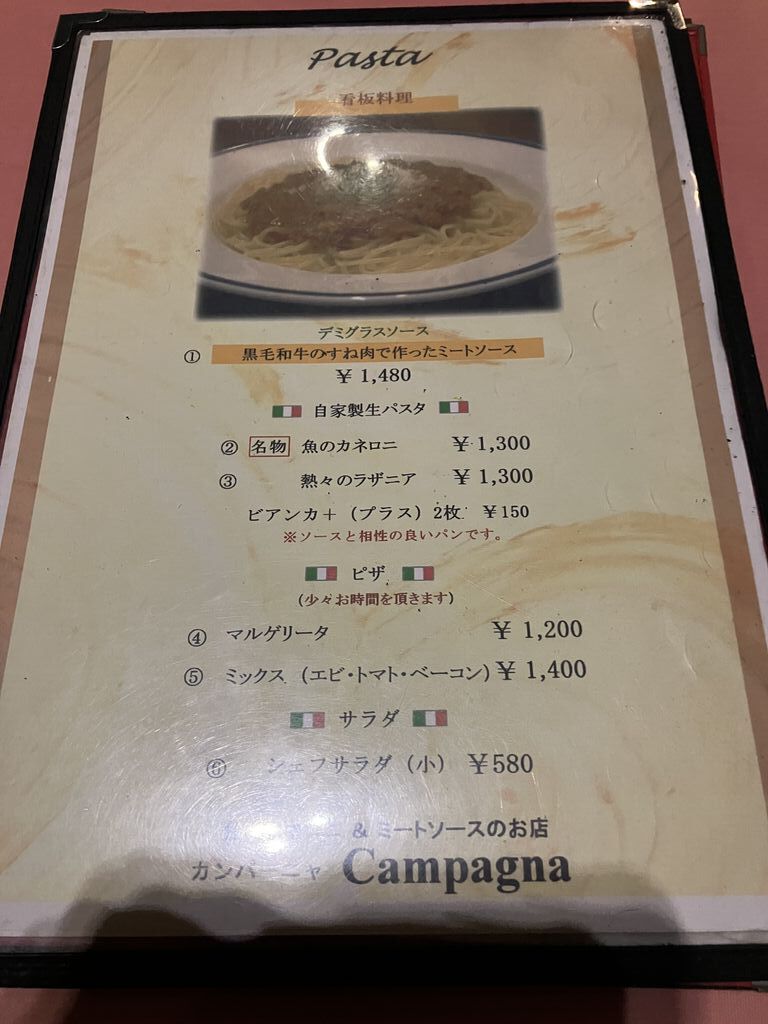 Pasta
看板料理
デミグラスソース
① 黒毛和牛のすね肉で作ったミートソース
￥1,480
自家製生パスタ
② 名物 魚のカネロニ ￥1,300
③ 熱々のラザニア ￥1,300
ビアンカ＋（プラス）2枚 ￥150
※ソースと相性の良いパンです。
ピザ
(少々お時間を頂きます)
④ マルゲリータ ￥1,200
⑤ ミックス（エビ・トマト・ベーコン）￥1,400
サラダ
⑥ シェフサラダ（小）￥580
＆ミートソースのお店
カンパーニャ Campagna